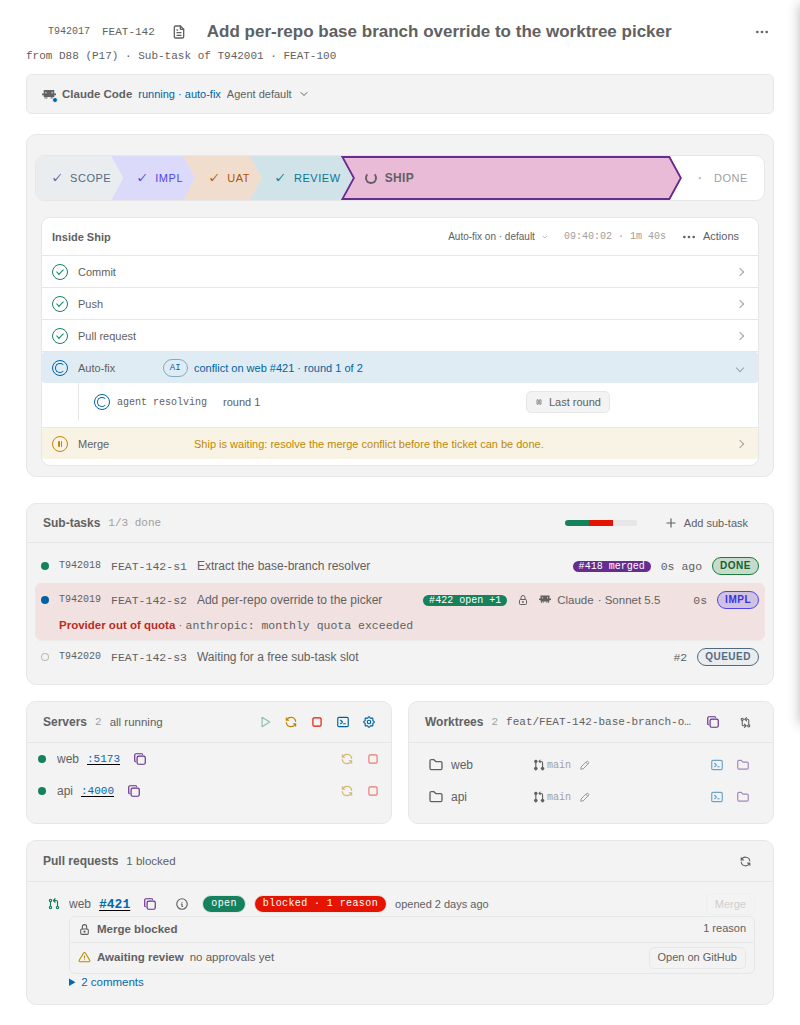 T942017 FEAT-142 Add per-repo base branch override to the worktree picker
from D88 (P17) · Sub-task of T942001 · FEAT-100
Claude Code running · auto-fix Agent default
SCOPE IMPL UAT REVIEW SHIP DONE
Inside Ship Auto-fix on · default 09:40:02 · 1m 40s Actions
Commit
Push
Pull request
Auto-fix AI conflict on web #421 · round 1 of 2
agent resolving round 1 Last round
Merge Ship is waiting: resolve the merge conflict before the ticket can be done.
Sub-tasks 1/3 done Add sub-task
T942018 FEAT-142-s1 Extract the base-branch resolver #418 merged 0s ago DONE
T942019 FEAT-142-s2 Add per-repo override to the picker #422 open +1 Claude · Sonnet 5.5 0s IMPL
Provider out of quota · anthropic: monthly quota exceeded
T942020 FEAT-142-s3 Waiting for a free sub-task slot #2 QUEUED
Servers 2 all running
web :5173
api :4000
Worktrees 2 feat/FEAT-142-base-branch-o…
web main
api main
Pull requests 1 blocked
web #421 open blocked · 1 reason opened 2 days ago Merge
Merge blocked 1 reason
Awaiting review no approvals yet Open on GitHub
2 comments